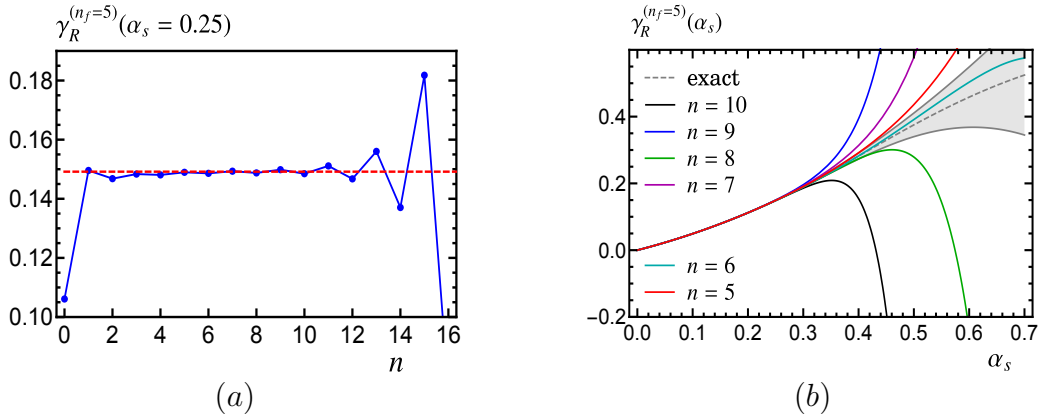 γ_R^(n_f=5)(α_s = 0.25)
0.18
0.16
0.14
0.12
0.10
0 2 4 6 8 10 12 14 16
n
(a)
γ_R^(n_f=5)(α_s)
exact
n = 10
n = 9
n = 8
n = 7
n = 6
n = 5
0.4
0.2
0.0
−0.2
0.0 0.1 0.2 0.3 0.4 0.5 0.6 0.7
α_s
(b)